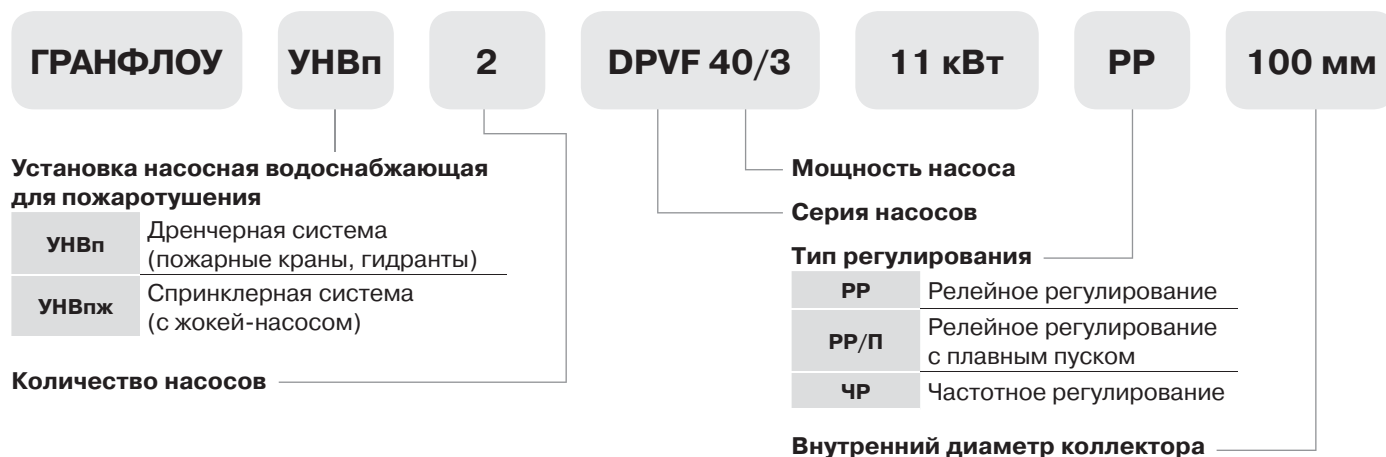 ГРАНФЛОУ УНВп 2 DPVF 40/3 11 кВт РР 100 мм
Установка насосная водоснабжающая
для пожаротушения
УНВп Дренчерная система
(пожарные краны, гидранты)
УНВпж Спринклерная система
(с жокей-насосом)
Количество насосов
Мощность насоса
Серия насосов
Тип регулирования
РР Релейное регулирование
РР/П Релейное регулирование
с плавным пуском
ЧР Частотное регулирование
Внутренний диаметр коллектора